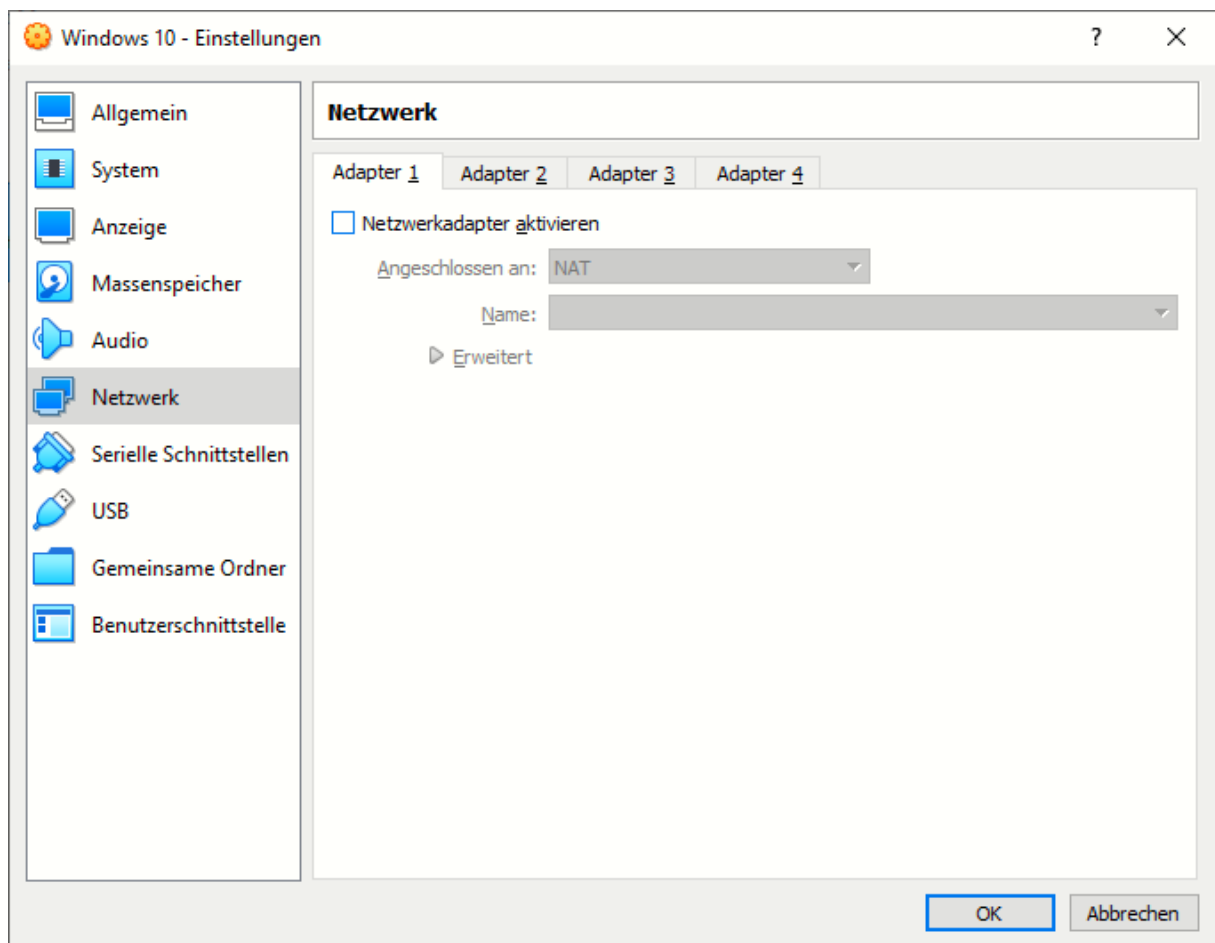 Windows 10 - Einstellungen
?
Allgemein
System
Anzeige
Massenspeicher
Audio
Netzwerk
Serielle Schnittstellen
USB
Gemeinsame Ordner
Benutzerschnittstelle
Netzwerk
Adapter 1 Adapter 2 Adapter 3 Adapter 4
Netzwerkadapter aktivieren
Angeschlossen an: NAT
Name:
Erweitert
OK Abbrechen